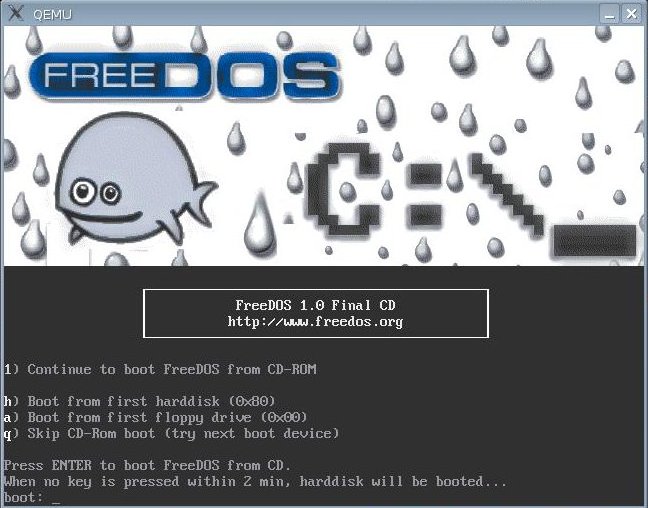 QEMU
FREEDOS
C:\_
FreeDOS 1.0 Final CD
http://www.freedos.org
1) Continue to boot FreeDOS from CD-ROM
h) Boot from first harddisk (0x80)
a) Boot from first floppy drive (0x00)
q) Skip CD-Rom boot (try next boot device)
Press ENTER to boot FreeDOS from CD.
When no key is pressed within 2 min, harddisk will be booted...
boot: _